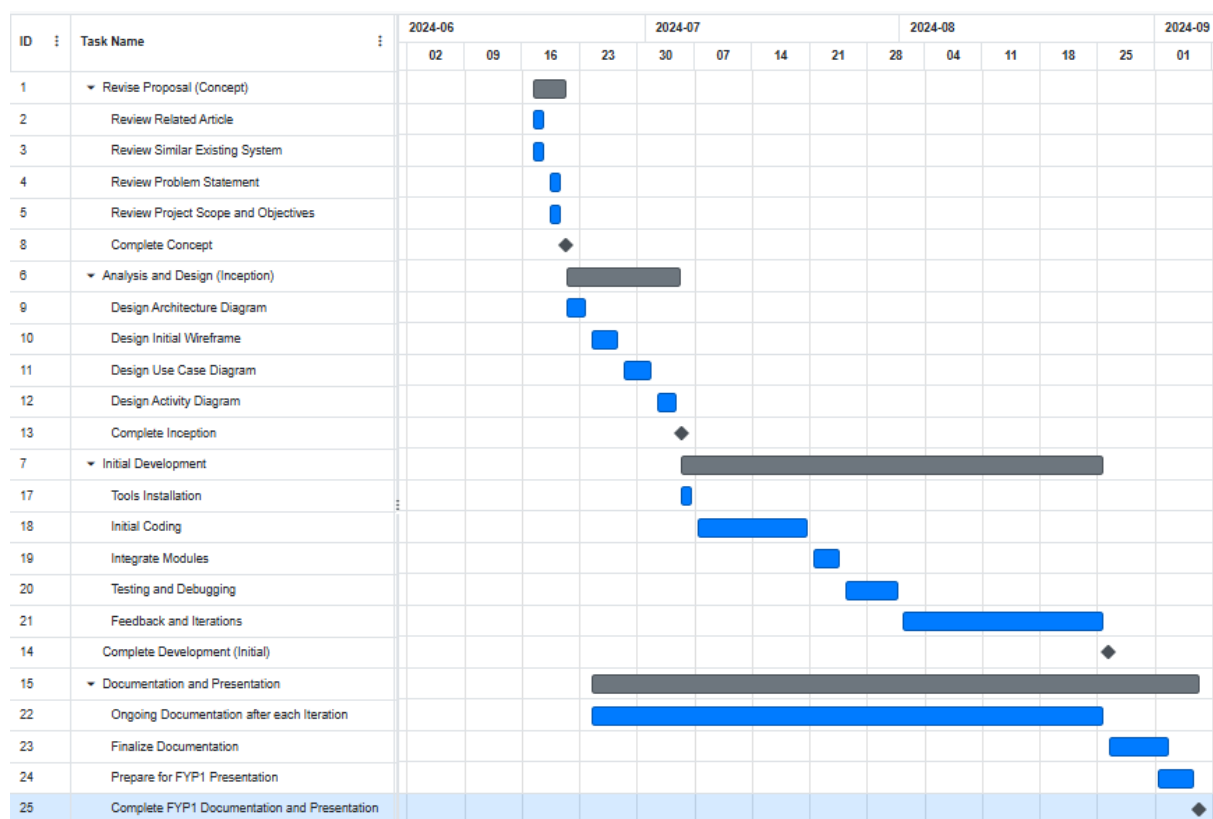 ID Task Name 2024-06 2024-07 2024-08 2024-09
02 09 16 23 30 07 14 21 28 04 11 18 25 01
1 Revise Proposal (Concept)
2 Review Related Article
3 Review Similar Existing System
4 Review Problem Statement
5 Review Project Scope and Objectives
8 Complete Concept
6 Analysis and Design (Inception)
9 Design Architecture Diagram
10 Design Initial Wireframe
11 Design Use Case Diagram
12 Design Activity Diagram
13 Complete Inception
7 Initial Development
17 Tools Installation
18 Initial Coding
19 Integrate Modules
20 Testing and Debugging
21 Feedback and Iterations
14 Complete Development (Initial)
15 Documentation and Presentation
22 Ongoing Documentation after each Iteration
23 Finalize Documentation
24 Prepare for FYP1 Presentation
25 Complete FYP1 Documentation and Presentation